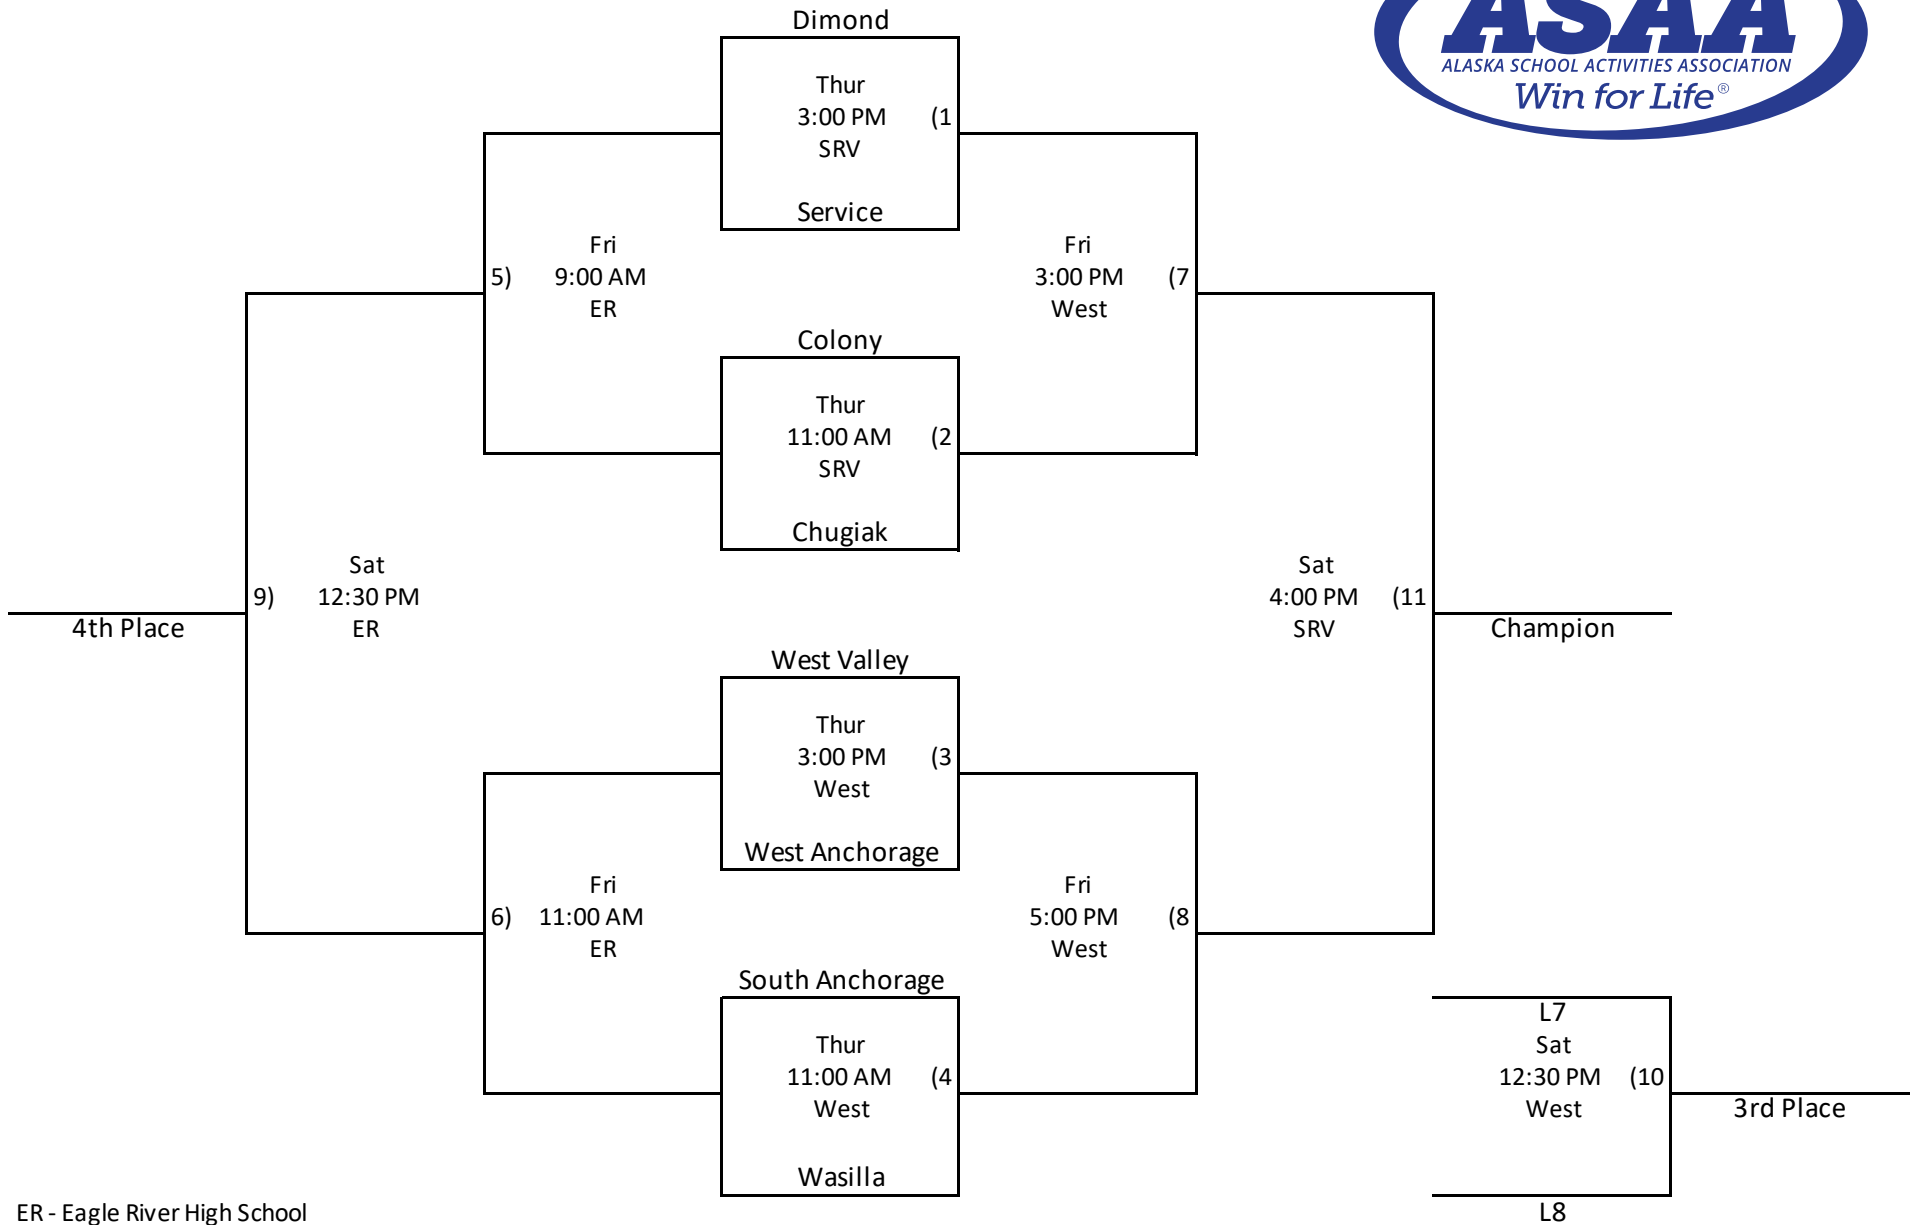 ASAA
ALASKA SCHOOL ACTIVITIES ASSOCIATION
Win for Life®
Dimond
Thur
3:00 PM (1
SRV
Service
Fri
5) 9:00 AM
ER
Fri
3:00 PM (7
West
Colony
Thur
11:00 AM (2
SRV
Chugiak
Sat
9) 12:30 PM
ER
4th Place
Sat
4:00 PM (11
SRV
Champion
West Valley
Thur
3:00 PM (3
West
West Anchorage
Fri
6) 11:00 AM
ER
Fri
5:00 PM (8
West
South Anchorage
Thur
11:00 AM (4
West
Wasilla
L7
Sat
12:30 PM (10
West
3rd Place
L8
ER - Eagle River High School